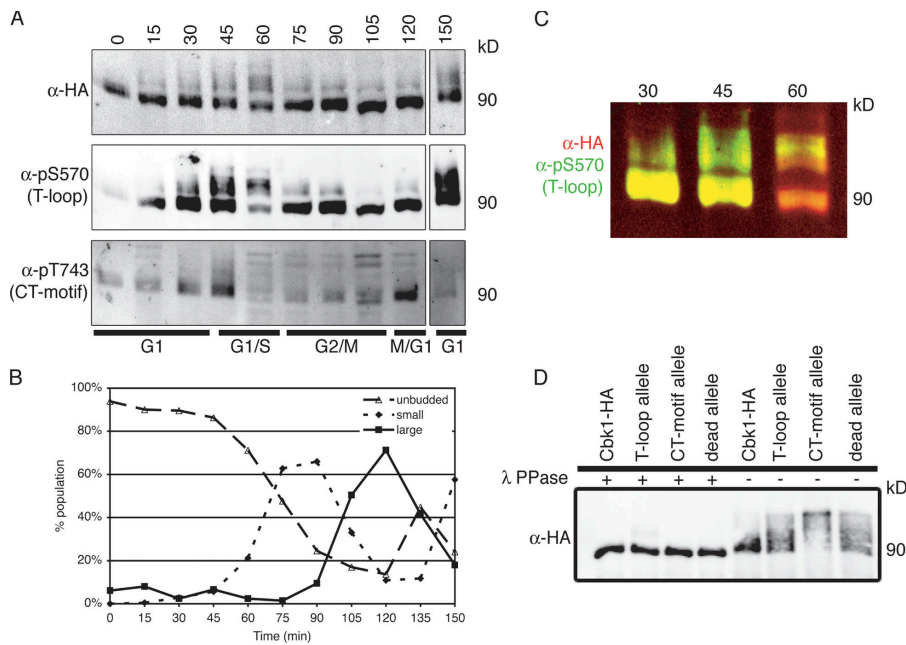 A
0 15 30 45 60 75 90 105 120 150
kD
α-HA
90
α-pS570
(T-loop)
90
α-pT743
(CT-motif)
90
G1 G1/S G2/M M/G1 G1
C
30 45 60
kD
α-HA
α-pS570
(T-loop)
90
B
100%
80%
60%
40%
20%
0%
% population
unbudded
small
large
0 15 30 45 60 75 90 105 120 135 150
Time (min)
D
Cbk1-HA
T-loop allele
CT-motif allele
dead allele
Cbk1-HA
T-loop allele
CT-motif allele
dead allele
λ PPase
+ + + + - - - -
kD
α-HA
90